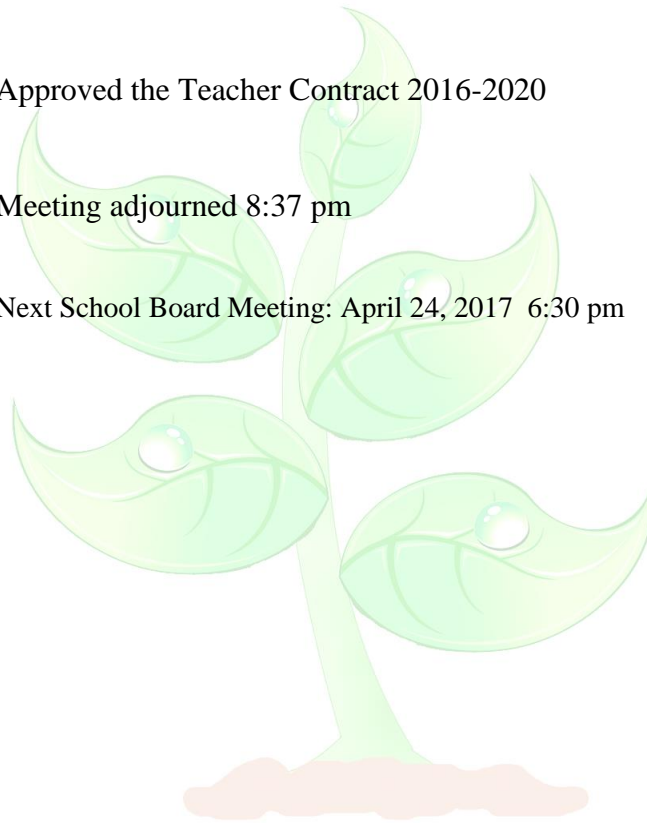 Approved the Teacher Contract 2016-2020
Meeting adjourned 8:37 pm
Next School Board Meeting: April 24, 2017  6:30 pm